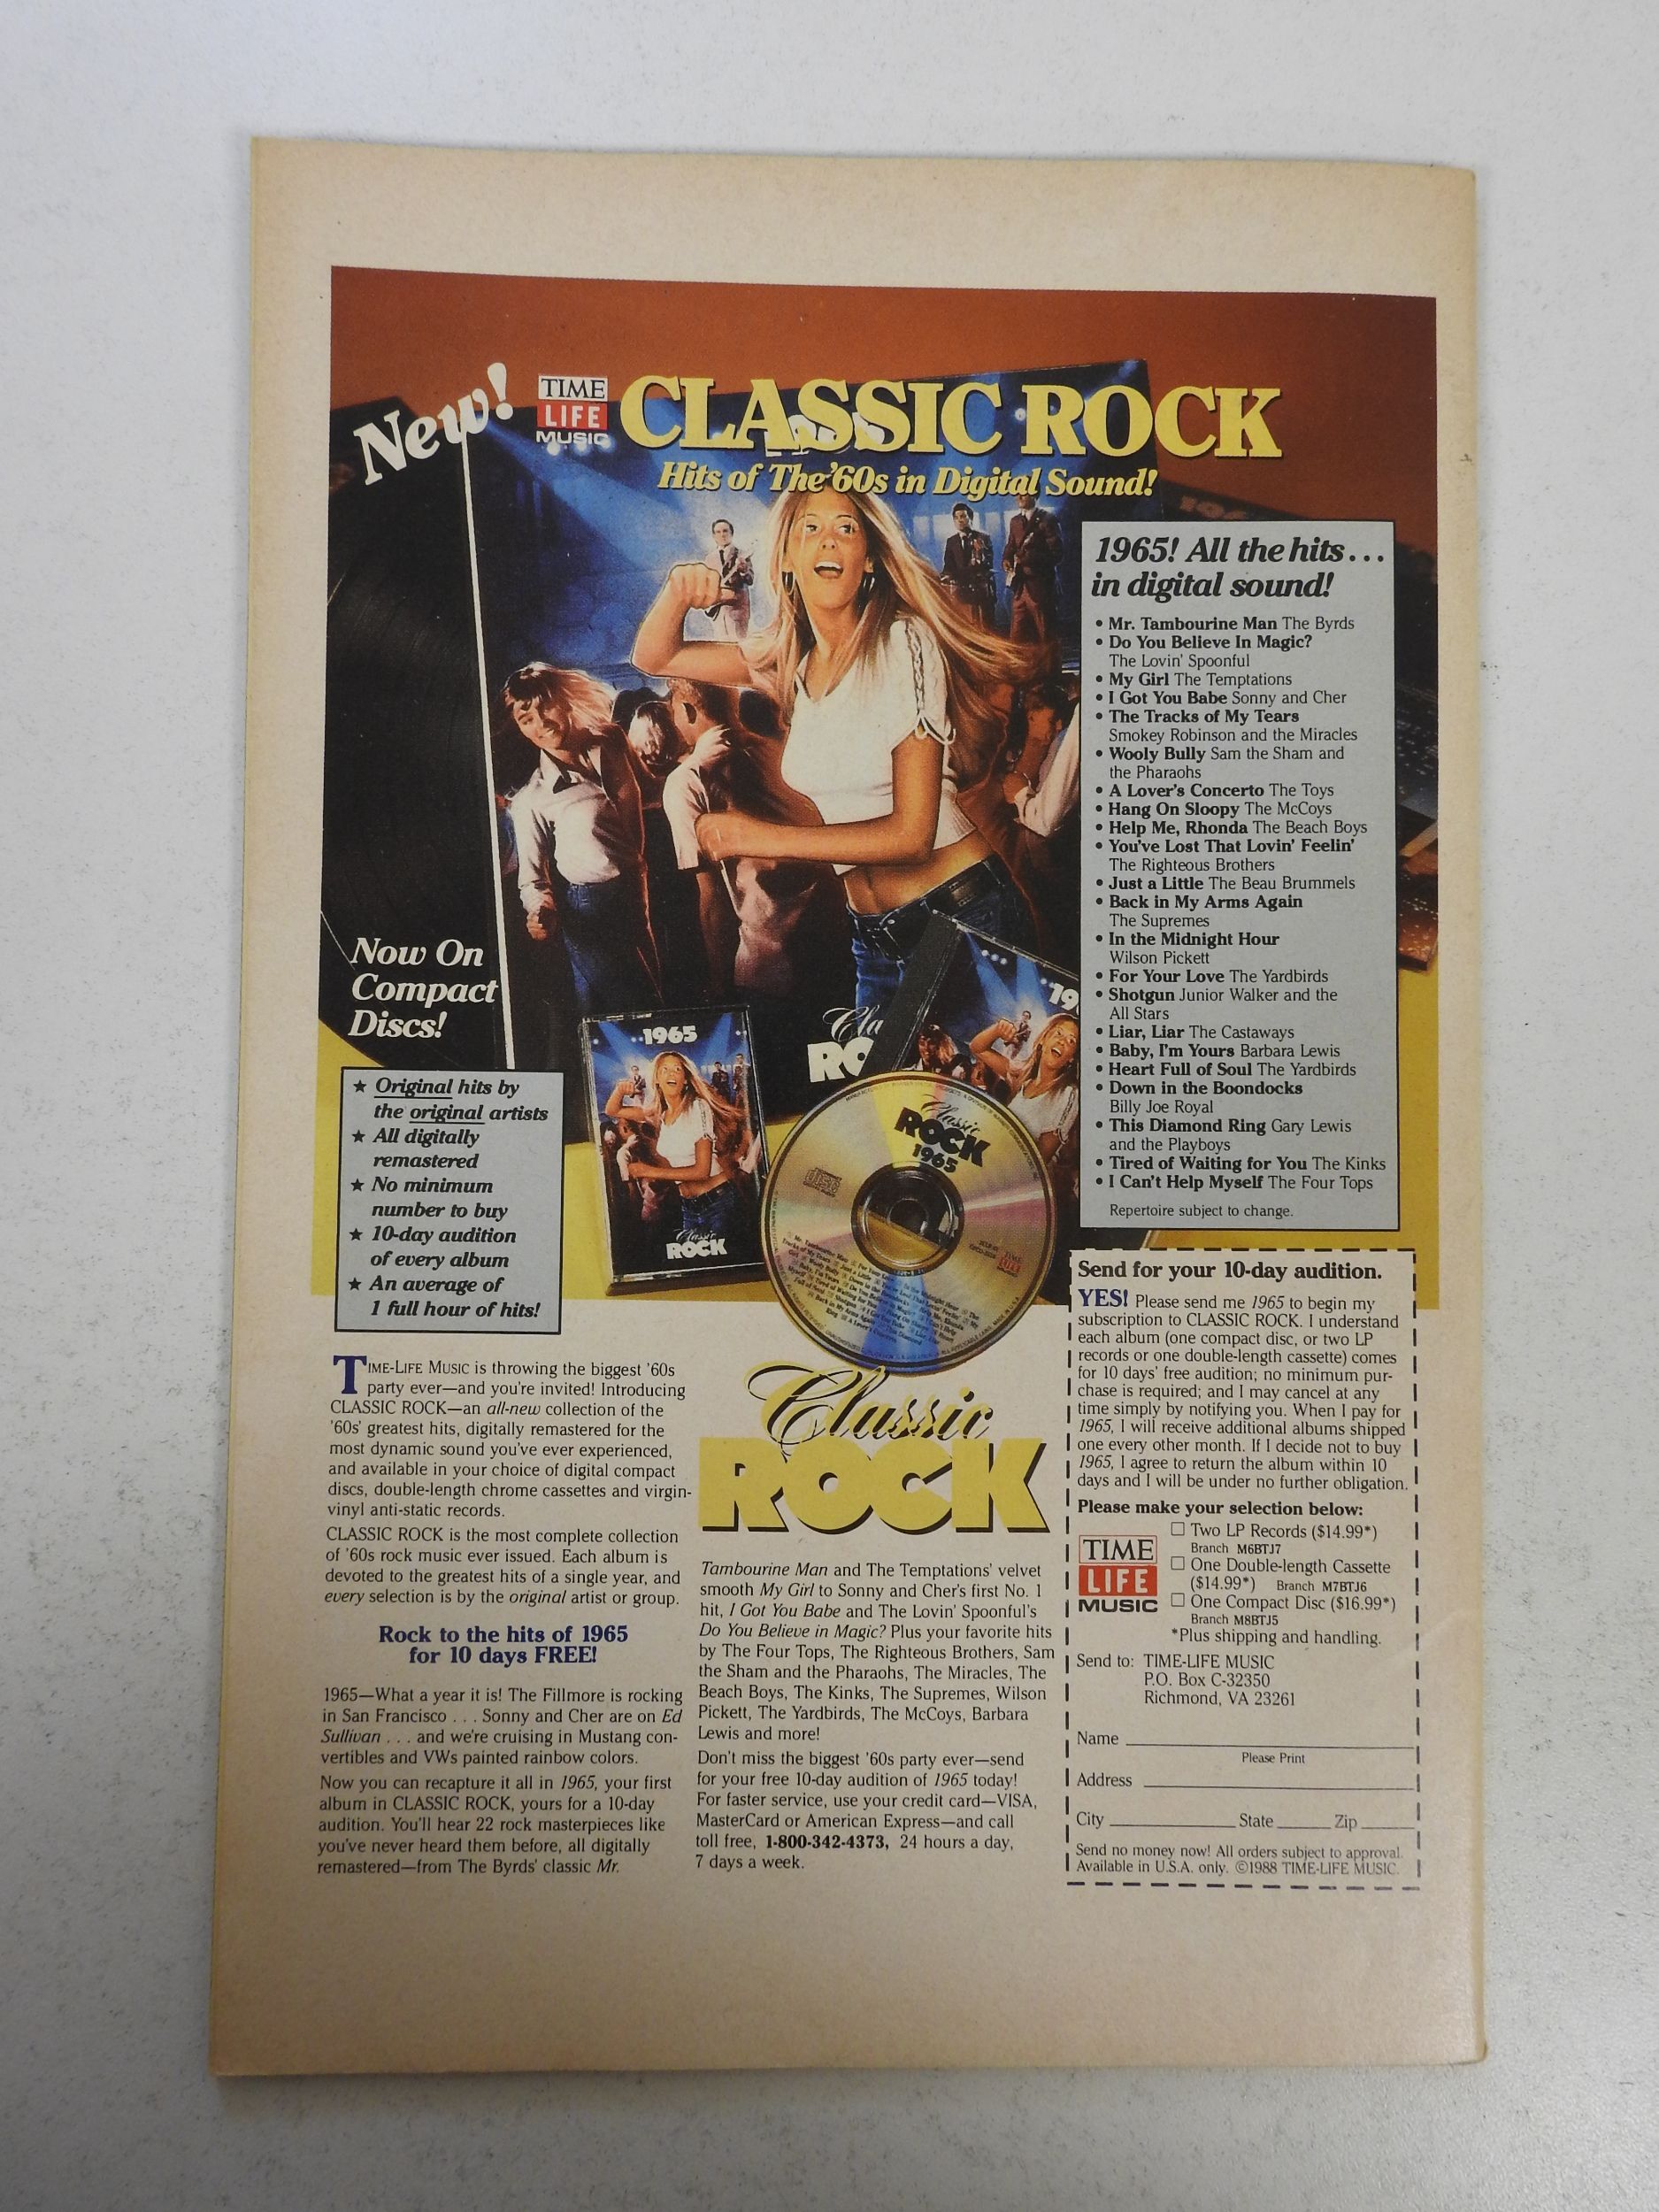 New!
TIME
LIFE
MUSIC
CLASSIC ROCK
Hits of The '60s in Digital Sound!
1965! All the hits . . .
in digital sound!
• Mr. Tambourine Man The Byrds
• Do You Believe In Magic?
The Lovin' Spoonful
• My Girl The Temptations
• I Got You Babe Sonny and Cher
• The Tracks of My Tears
Smokey Robinson and the Miracles
• Wooly Bully Sam the Sham and
the Pharaohs
• A Lover's Concerto The Toys
• Hang On Sloopy The McCoys
• Help Me, Rhonda The Beach Boys
• You've Lost That Lovin' Feelin'
The Righteous Brothers
• Just a Little The Beau Brummels
• Back in My Arms Again
The Supremes
• In the Midnight Hour
Wilson Pickett
• For Your Love The Yardbirds
• Shotgun Junior Walker and the
All Stars
• Liar, Liar The Castaways
• Baby, I'm Yours Barbara Lewis
• Heart Full of Soul The Yardbirds
• Down in the Boondocks
Billy Joe Royal
• This Diamond Ring Gary Lewis
and the Playboys
• Tired of Waiting for You The Kinks
• I Can't Help Myself The Four Tops
Repertoire subject to change.
Now On
Compact
Discs!
★ Original hits by
the original artists
★ All digitally
remastered
★ No minimum
number to buy
★ 10-day audition
of every album
★ An average of
1 full hour of hits!
1965
Classic
ROCK
Cla
RO
19
Classic
ROCK
1965
TIME-LIFE MUSIC is throwing the biggest '60s
party ever—and you're invited! Introducing
CLASSIC ROCK—an all-new collection of the
'60s' greatest hits, digitally remastered for the
most dynamic sound you've ever experienced,
and available in your choice of digital compact
discs, double-length chrome cassettes and virgin-
vinyl anti-static records.
CLASSIC ROCK is the most complete collection
of '60s rock music ever issued. Each album is
devoted to the greatest hits of a single year, and
every selection is by the original artist or group.
Rock to the hits of 1965
for 10 days FREE!
1965—What a year it is! The Fillmore is rocking
in San Francisco . . . Sonny and Cher are on Ed
Sullivan . . . and we're cruising in Mustang con-
vertibles and VWs painted rainbow colors.
Now you can recapture it all in 1965, your first
album in CLASSIC ROCK, yours for a 10-day
audition. You'll hear 22 rock masterpieces like
you've never heard them before, all digitally
remastered—from The Byrds' classic Mr.
Classic
ROCK
Tambourine Man and The Temptations' velvet
smooth My Girl to Sonny and Cher's first No. 1
hit, I Got You Babe and The Lovin' Spoonful's
Do You Believe in Magic? Plus your favorite hits
by The Four Tops, The Righteous Brothers, Sam
the Sham and the Pharaohs, The Miracles, The
Beach Boys, The Kinks, The Supremes, Wilson
Pickett, The Yardbirds, The McCoys, Barbara
Lewis and more!
Don't miss the biggest '60s party ever—send
for your free 10-day audition of 1965 today!
For faster service, use your credit card—VISA,
MasterCard or American Express—and call
toll free, 1-800-342-4373, 24 hours a day,
7 days a week.
Send for your 10-day audition.
YES! Please send me 1965 to begin my
subscription to CLASSIC ROCK. I understand
each album (one compact disc, or two LP
records or one double-length cassette) comes
for 10 days' free audition; no minimum pur-
chase is required; and I may cancel at any
time simply by notifying you. When I pay for
1965, I will receive additional albums shipped
one every other month. If I decide not to buy
1965, I agree to return the album within 10
days and I will be under no further obligation.
Please make your selection below:
TIME
LIFE
MUSIC
□ Two LP Records ($14.99*)
Branch M6BTJ7
□ One Double-length Cassette
($14.99*) Branch M7BTJ6
□ One Compact Disc ($16.99*)
Branch M8BTJ5
*Plus shipping and handling.
Send to: TIME-LIFE MUSIC
P.O. Box C-32350
Richmond, VA 23261
Name
Please Print
Address
City State Zip
Send no money now! All orders subject to approval.
Available in U.S.A. only. ©1988 TIME-LIFE MUSIC.